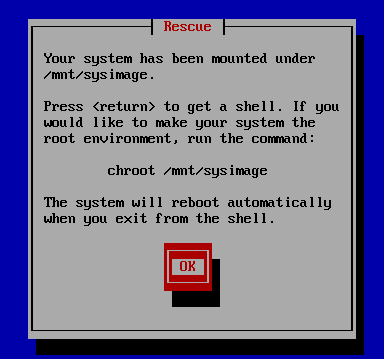 Rescue
Your system has been mounted under
/mnt/sysimage.
Press <return> to get a shell. If you
would like to make your system the
root environment, run the command:
chroot /mnt/sysimage
The system will reboot automatically
when you exit from the shell.
OK